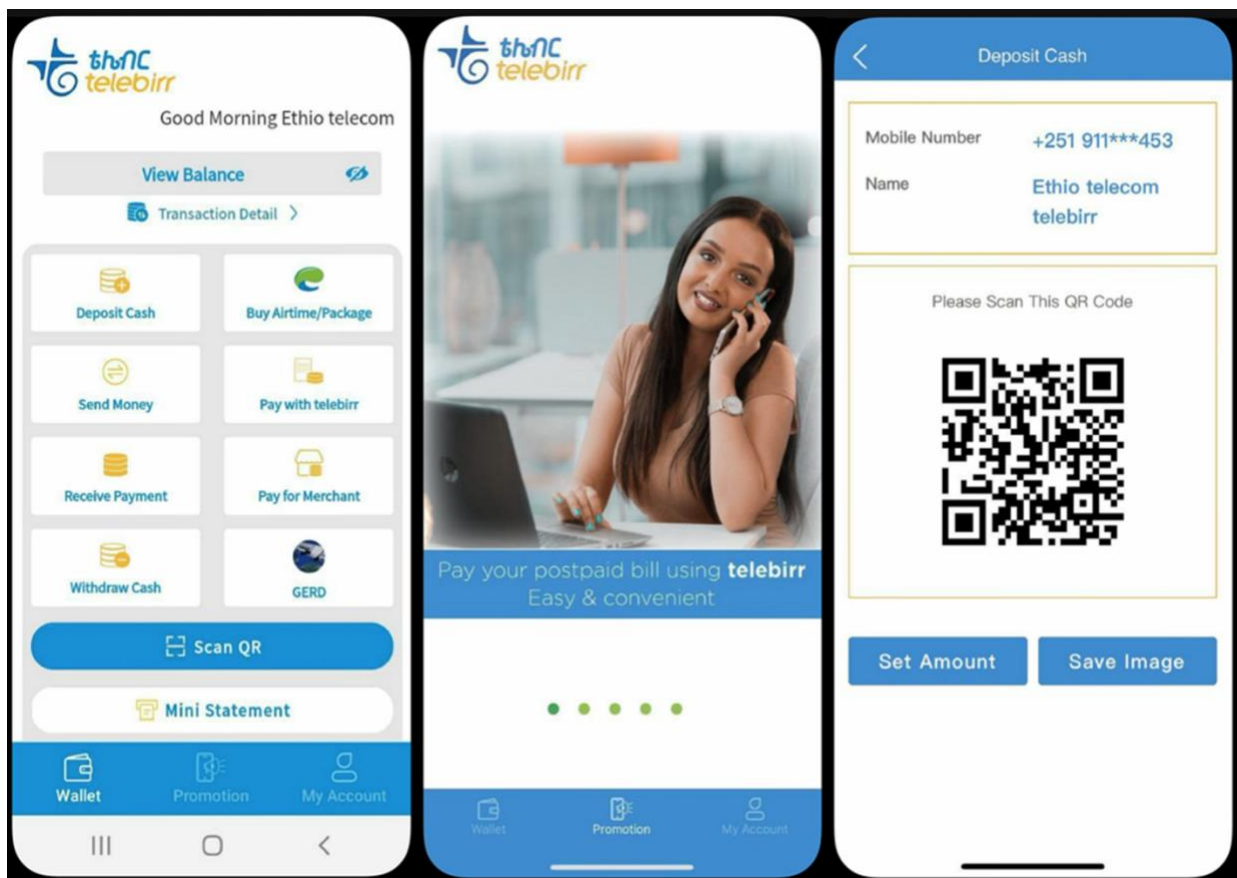 ቴሌብር
telebirr
Good Morning Ethio telecom
View Balance
Transaction Detail
Deposit Cash
Buy Airtime/Package
Send Money
Pay with telebirr
Receive Payment
Pay for Merchant
Withdraw Cash
GERD
Scan QR
Mini Statement
Wallet
Promotion
My Account
ቴሌብር
telebirr
Pay your postpaid bill using telebirr
Easy & convenient
Wallet
Promotion
My Account
Deposit Cash
Mobile Number +251 911***453
Name Ethio telecom
telebirr
Please Scan This QR Code
Set Amount
Save Image